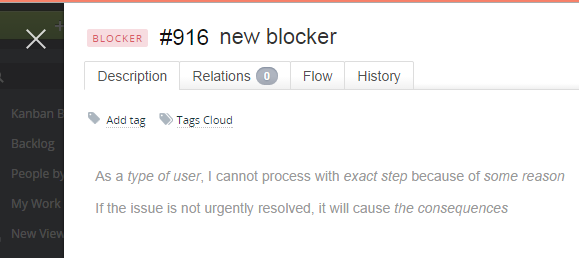 BLOCKER #916 new blocker
Description Relations 0 Flow History
Add tag Tags Cloud
Kanban B
Backlog
People by
My Work
New View
As a type of user, I cannot process with exact step because of some reason
If the issue is not urgently resolved, it will cause the consequences